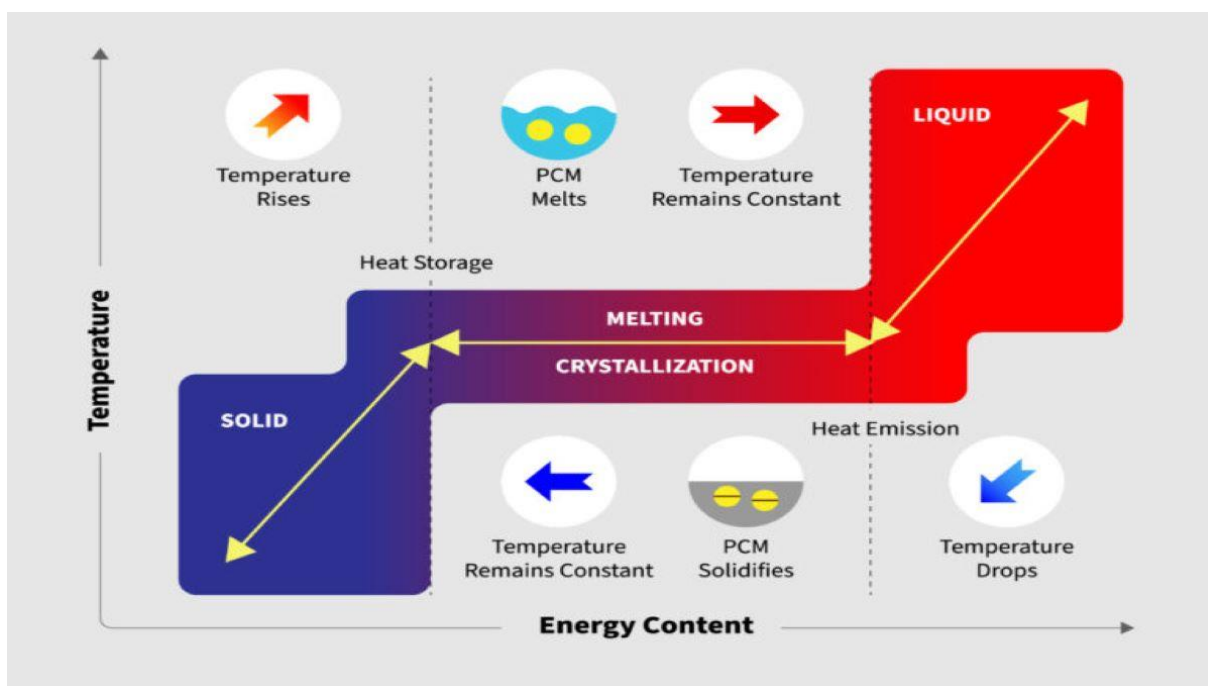 Temperature
Rises
PCM
Melts
Temperature
Remains Constant
LIQUID
Heat Storage
MELTING
CRYSTALLIZATION
SOLID
Temperature
Heat Emission
Temperature
Remains Constant
PCM
Solidifies
Temperature
Drops
Energy Content